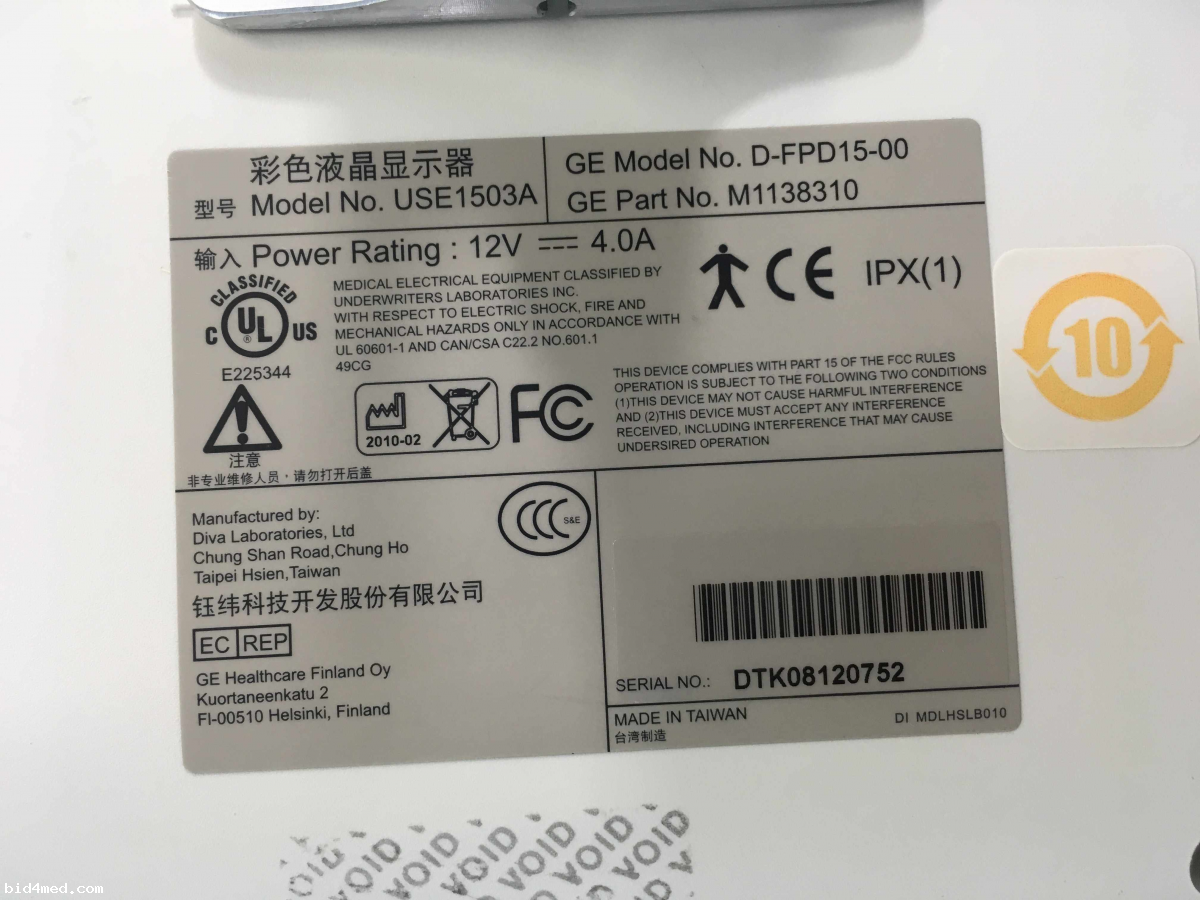 彩色液晶显示器
型号 Model No. USE1503A
GE Model No. D-FPD15-00
GE Part No. M1138310
输入 Power Rating : 12V ⎓ 4.0A
CLASSIFIED
C UL ® US
E225344
MEDICAL ELECTRICAL EQUIPMENT CLASSIFIED BY
UNDERWRITERS LABORATORIES INC.
WITH RESPECT TO ELECTRIC SHOCK, FIRE AND
MECHANICAL HAZARDS ONLY IN ACCORDANCE WITH
UL 60601-1 AND CAN/CSA C22.2 NO.601.1
49CG
CE IPX(1)
注意
非专业维修人员，请勿打开后盖
2010-02
FC
THIS DEVICE COMPLIES WITH PART 15 OF THE FCC RULES
OPERATION IS SUBJECT TO THE FOLLOWING TWO CONDITIONS
(1)THIS DEVICE MAY NOT CAUSE HARMFUL INTERFERENCE
AND (2)THIS DEVICE MUST ACCEPT ANY INTERFERENCE
RECEIVED, INCLUDING INTERFERENCE THAT MAY CAUSE
UNDERSIRED OPERATION
10
Manufactured by:
Diva Laboratories, Ltd
Chung Shan Road,Chung Ho
Taipei Hsien,Taiwan
钰纬科技开发股份有限公司
CCC S&E
EC REP
GE Healthcare Finland Oy
Kuortaneenkatu 2
FI-00510 Helsinki, Finland
SERIAL NO.: DTK08120752
MADE IN TAIWAN
台湾制造
DI MDLHSLB010
VOID VOID VOID VOID VOID
VOID VOID VOID VOID
bid4med.com